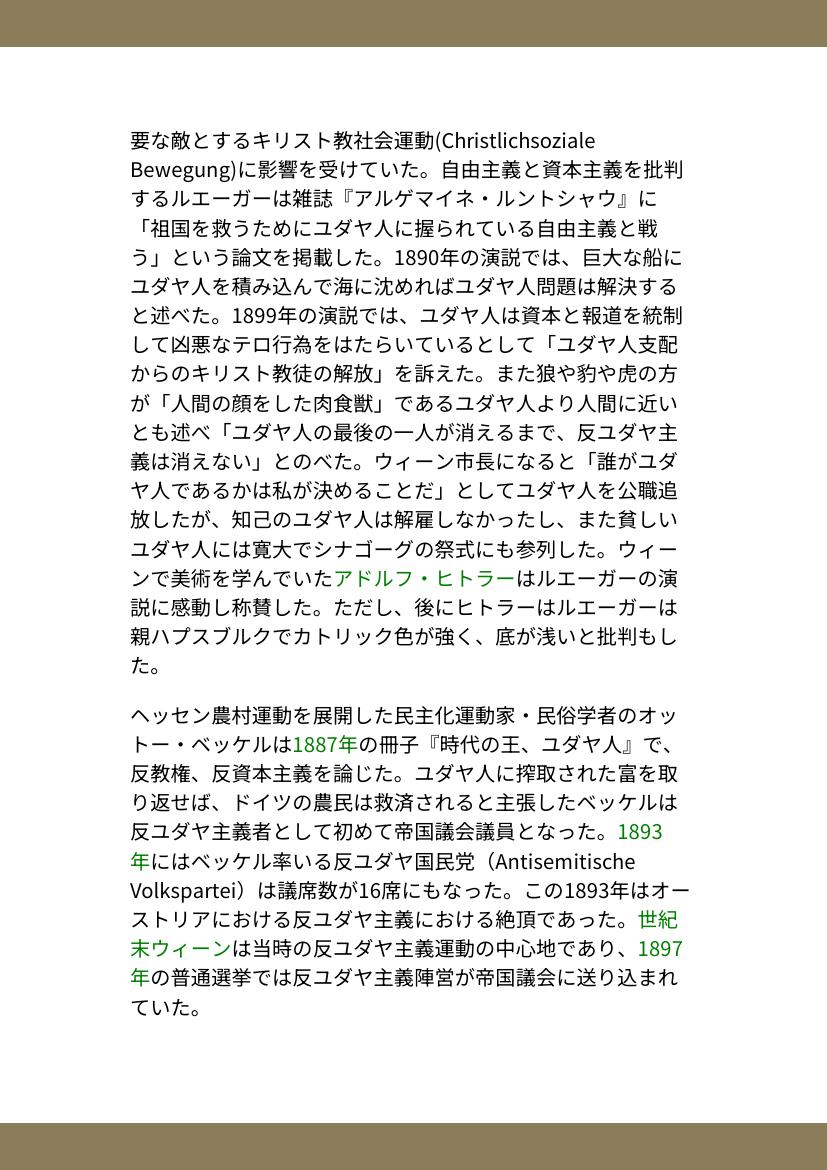 要な敵とするキリスト教社会運動(Christlichsoziale
Bewegung)に影響を受けていた。自由主義と資本主義を批判
するルエーガーは雑誌『アルゲマイネ・ルントシャウ』に
「祖国を救うためにユダヤ人に握られている自由主義と戦
う」という論文を掲載した。1890年の演説では、巨大な船に
ユダヤ人を積み込んで海に沈めればユダヤ人問題は解決する
と述べた。1899年の演説では、ユダヤ人は資本と報道を統制
して凶悪なテロ行為をはたらいているとして「ユダヤ人支配
からのキリスト教徒の解放」を訴えた。また狼や豹や虎の方
が「人間の顔をした肉食獣」であるユダヤ人より人間に近い
とも述べ「ユダヤ人の最後の一人が消えるまで、反ユダヤ主
義は消えない」とのべた。ウィーン市長になると「誰がユダ
ヤ人であるかは私が決めることだ」としてユダヤ人を公職追
放したが、知己のユダヤ人は解雇しなかったし、また貧しい
ユダヤ人には寛大でシナゴーグの祭式にも参列した。ウィー
ンで美術を学んでいたアドルフ・ヒトラーはルエーガーの演
説に感動し称賛した。ただし、後にヒトラーはルエーガーは
親ハプスブルクでカトリック色が強く、底が浅いと批判もし
た。
ヘッセン農村運動を展開した民主化運動家・民俗学者のオッ
トー・ベッケルは1887年の冊子『時代の王、ユダヤ人』で、
反教権、反資本主義を論じた。ユダヤ人に搾取された富を取
り返せば、ドイツの農民は救済されると主張したベッケルは
反ユダヤ主義者として初めて帝国議会議員となった。1893
年にはベッケル率いる反ユダヤ国民党（Antisemitische
Volkspartei）は議席数が16席にもなった。この1893年はオー
ストリアにおける反ユダヤ主義における絶頂であった。世紀
末ウィーンは当時の反ユダヤ主義運動の中心地であり、1897
年の普通選挙では反ユダヤ主義陣営が帝国議会に送り込まれ
ていた。